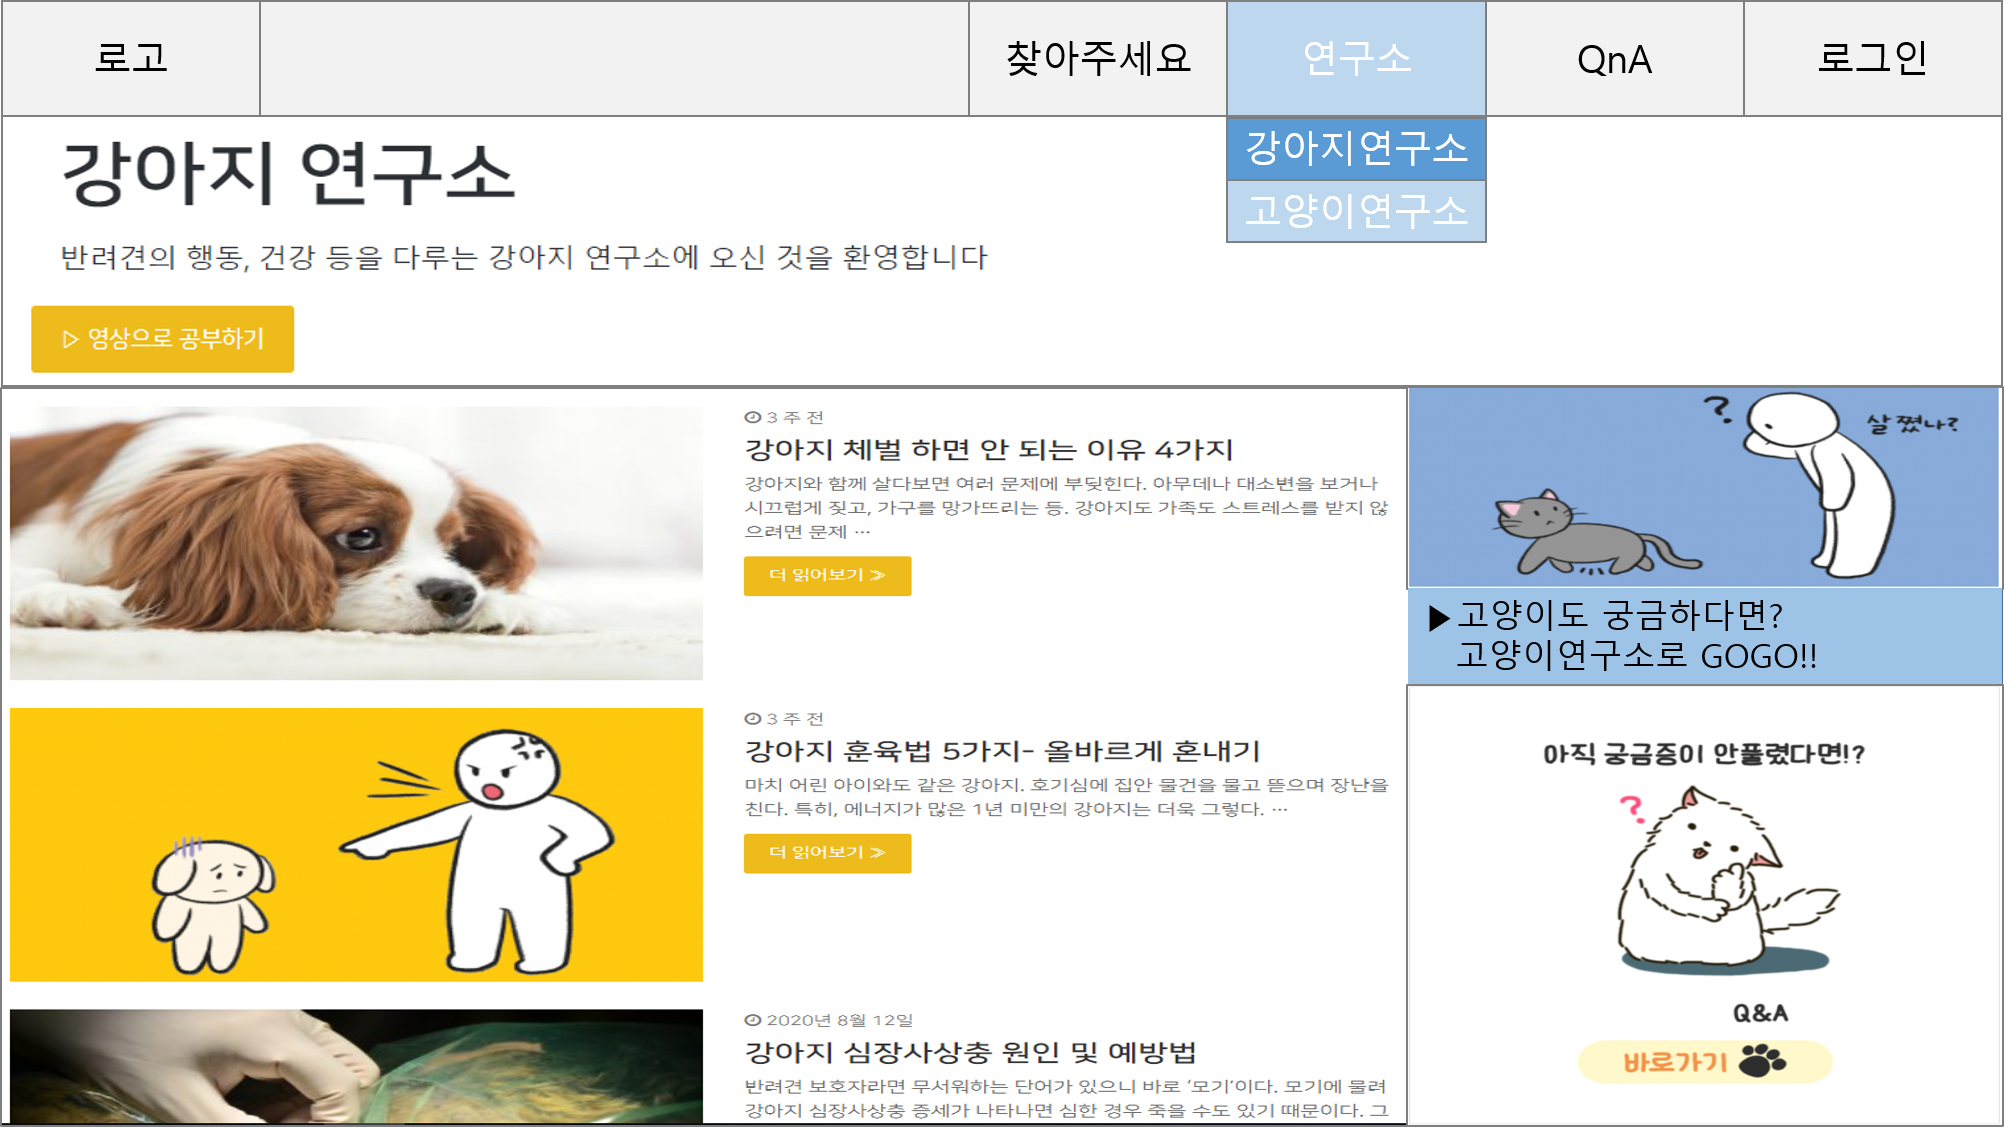 로고
찾아주세요
연구소
QnA
로그인
강아지연구소
고양이연구소
강아지 연구소
반려견의 행동, 건강 등을 다루는 강아지 연구소에 오신 것을 환영합니다
▷ 영상으로 공부하기
3 주 전
강아지 체벌 하면 안 되는 이유 4가지
강아지와 함께 살다보면 여러 문제에 부딪힌다. 아무데나 대소변을 보거나
시끄럽게 짖고, 가구를 망가뜨리는 등. 강아지도 가족도 스트레스를 받지 않
으려면 문제 …
더 읽어보기 ≫
3 주 전
강아지 훈육법 5가지- 올바르게 혼내기
마치 어린 아이와도 같은 강아지. 호기심에 집안 물건을 물고 뜯으며 장난을
친다. 특히, 에너지가 많은 1년 미만의 강아지는 더욱 그렇다. …
더 읽어보기 ≫
2020년 8월 12일
강아지 심장사상충 원인 및 예방법
반려견 보호자라면 무서워하는 단어가 있으니 바로 ‘모기’이다. 모기에 물려
강아지 심장사상충 증세가 나타나면 심한 경우 죽을 수도 있기 때문이다. 그
?
살 쪘나?
▶고양이도 궁금하다면?
고양이연구소로 GOGO!!
아직 궁금증이 안풀렸다면!?
?
Q&A
바로가기